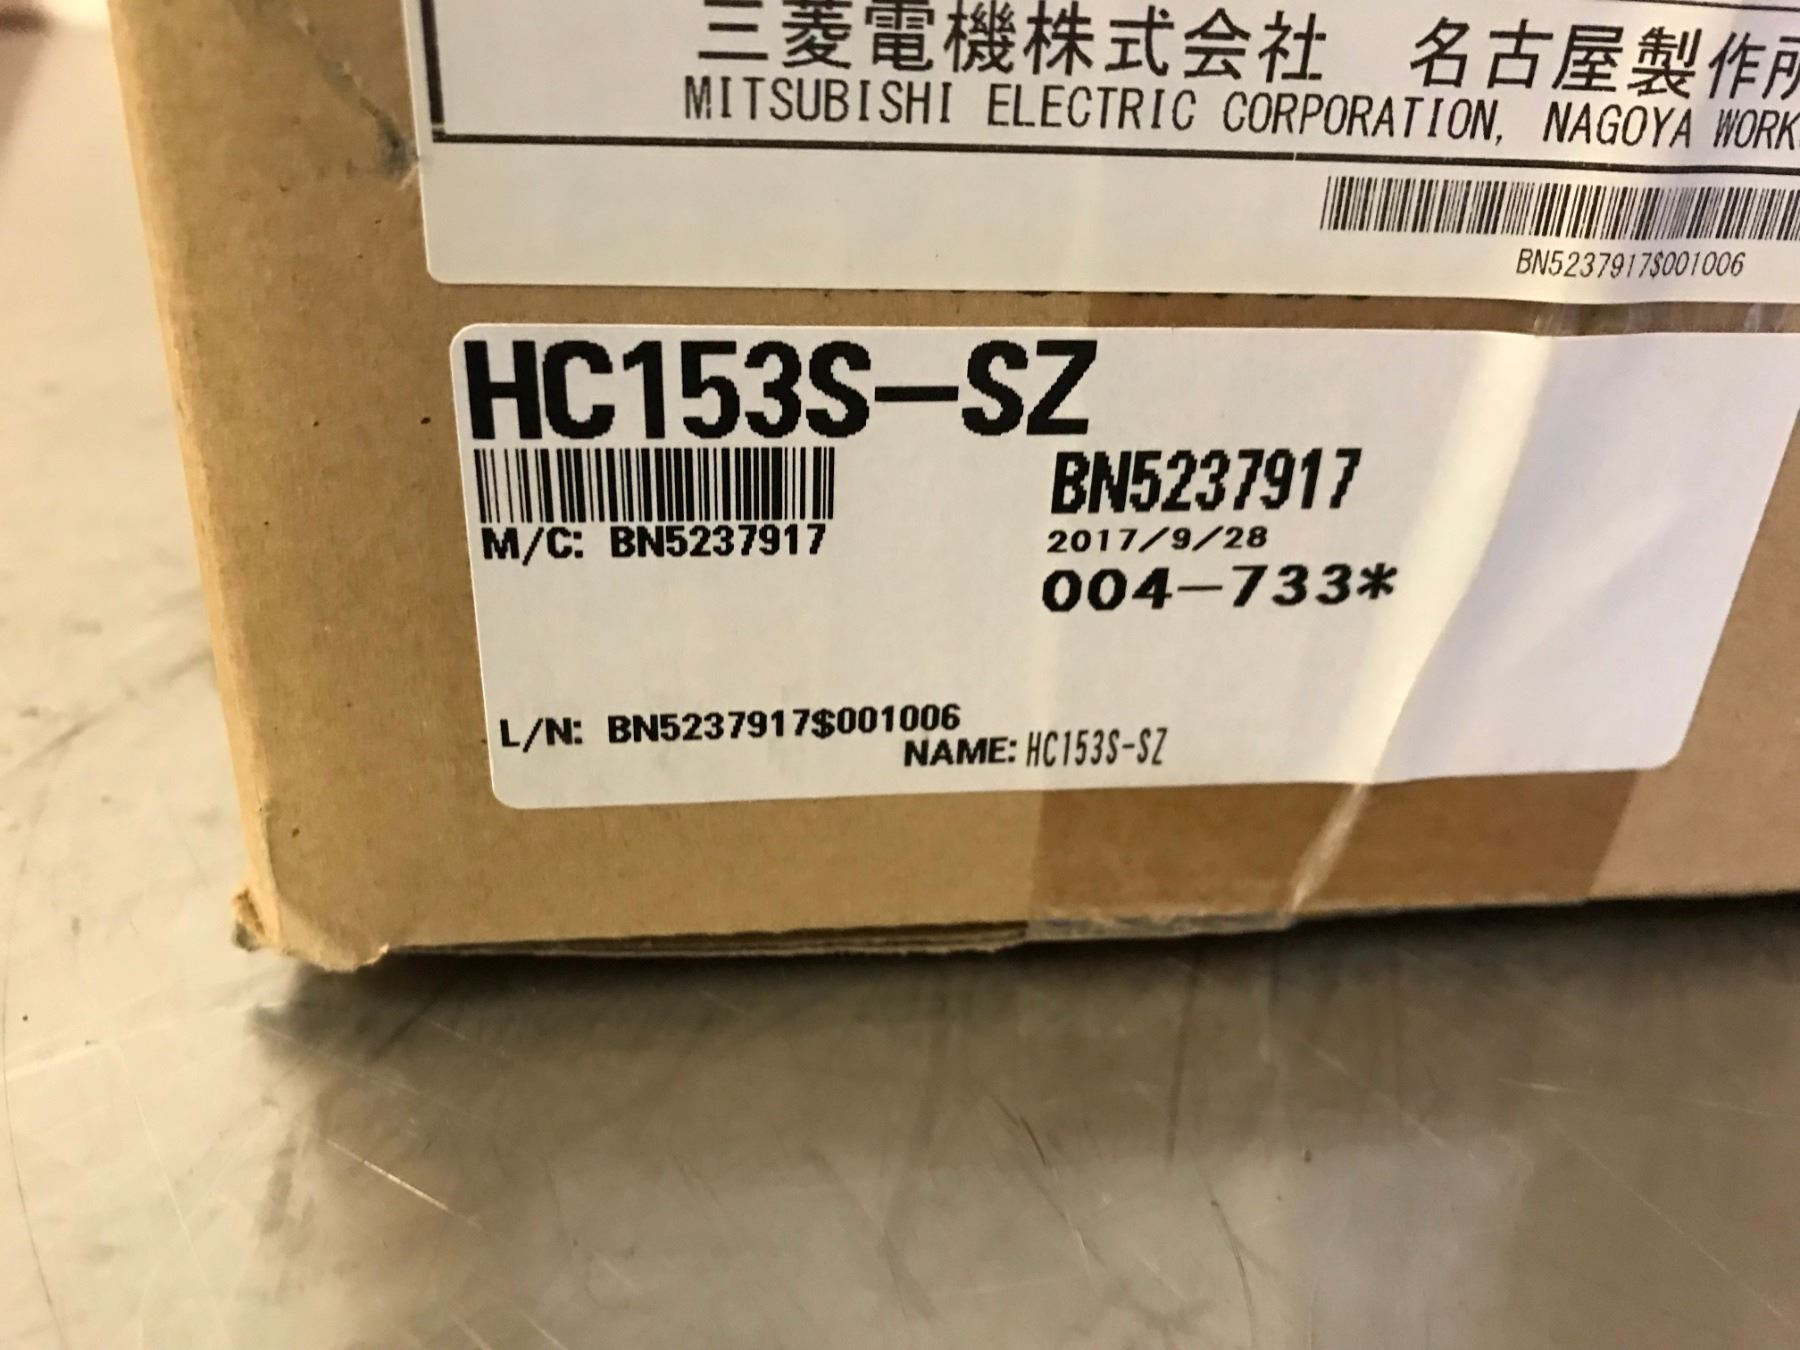 三菱電機株式会社　名古屋製作所
MITSUBISHI ELECTRIC CORPORATION, NAGOYA WORK
BN5237917$001006
HC153S-SZ
BN5237917
M/C: BN5237917
2017/9/28
004-733*
L/N: BN5237917$001006
NAME: HC153S-SZ